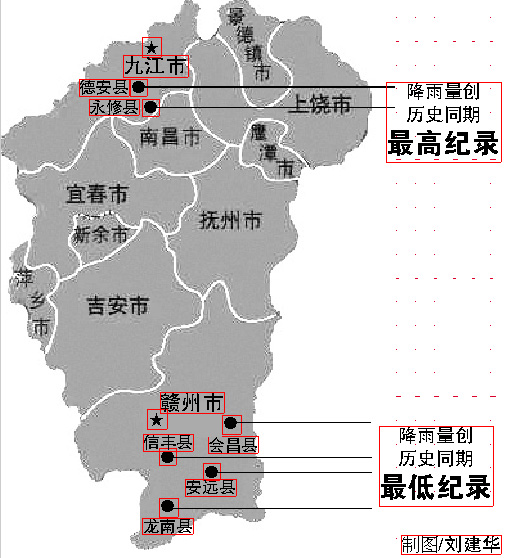 景德镇市
九江市
德安县
永修县
上饶市
降雨量创
历史同期
最高纪录
南昌市
鹰潭市
宜春市
抚州市
新余市
萍乡市
吉安市
赣州市
信丰县
会昌县
安远县
龙南县
降雨量创
历史同期
最低纪录
制图/刘建华